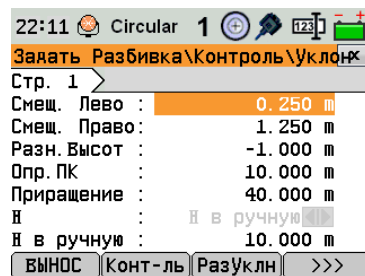 22:11 Circular 1 123
Задать Разбивка\Контроль\Уклон X
Стр. 1
Смещ. Лево : 0.250 m
Смещ. Право: 1.250 m
Разн.Высот : -1.000 m
Опр.ПК : 10.000 m
Приращение : 40.000 m
H : H в ручную
H в ручную : 10.000 m
ВЫНОС Конт-ль РазУклн >>>